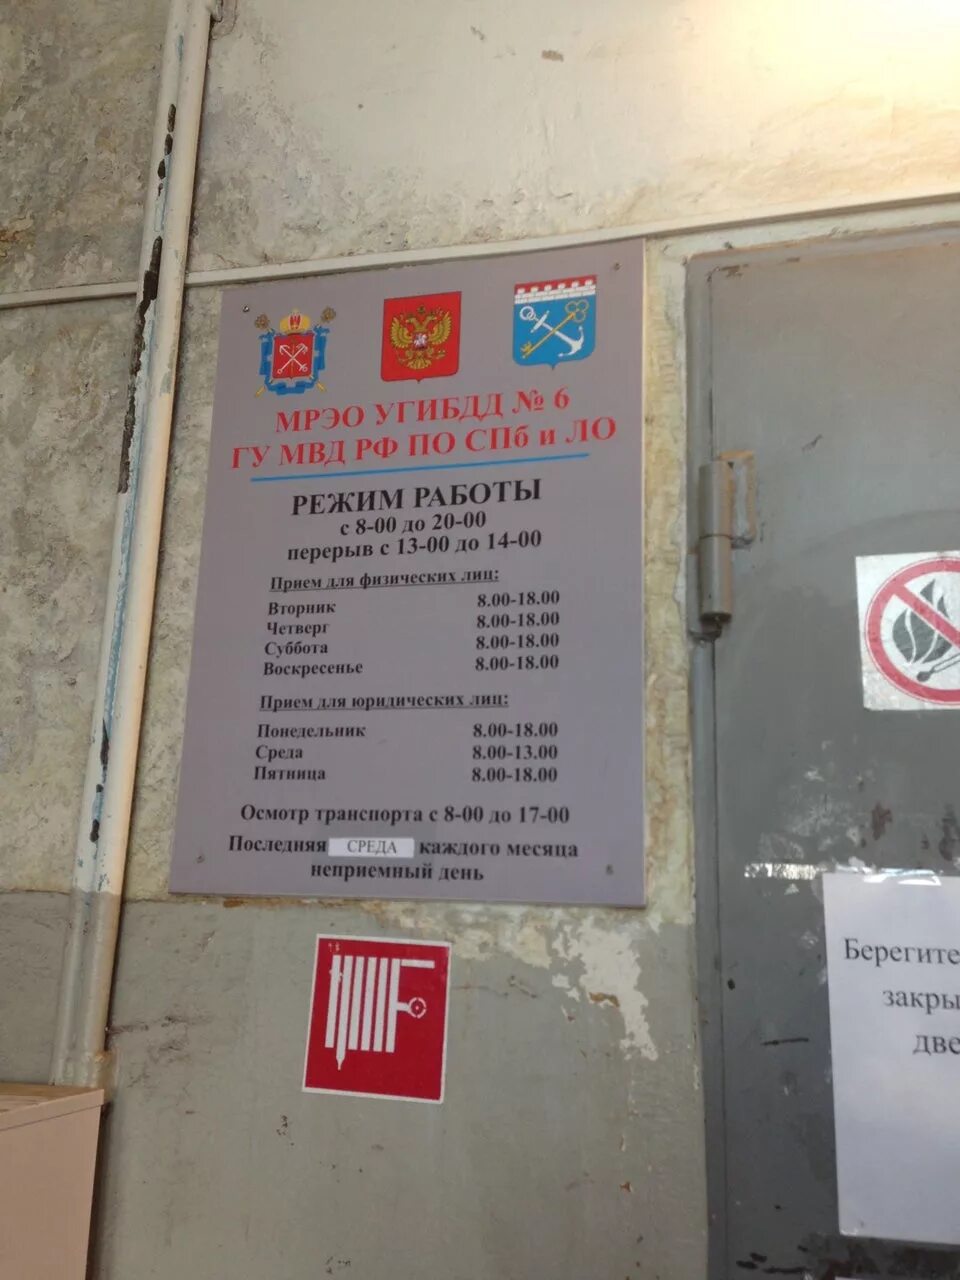 МРЭО УГИБДД № 6
ГУ МВД РФ ПО СПб и ЛО
РЕЖИМ РАБОТЫ
с 8-00 до 20-00
перерыв с 13-00 до 14-00
Прием для физических лиц:
Вторник 8.00-18.00
Четверг 8.00-18.00
Суббота 8.00-18.00
Воскресенье 8.00-18.00
Прием для юридических лиц:
Понедельник 8.00-18.00
Среда 8.00-13.00
Пятница 8.00-18.00
Осмотр транспорта с 8-00 до 17-00
Последняя СРЕДА каждого месяца
неприемный день
Берегите
закры
две